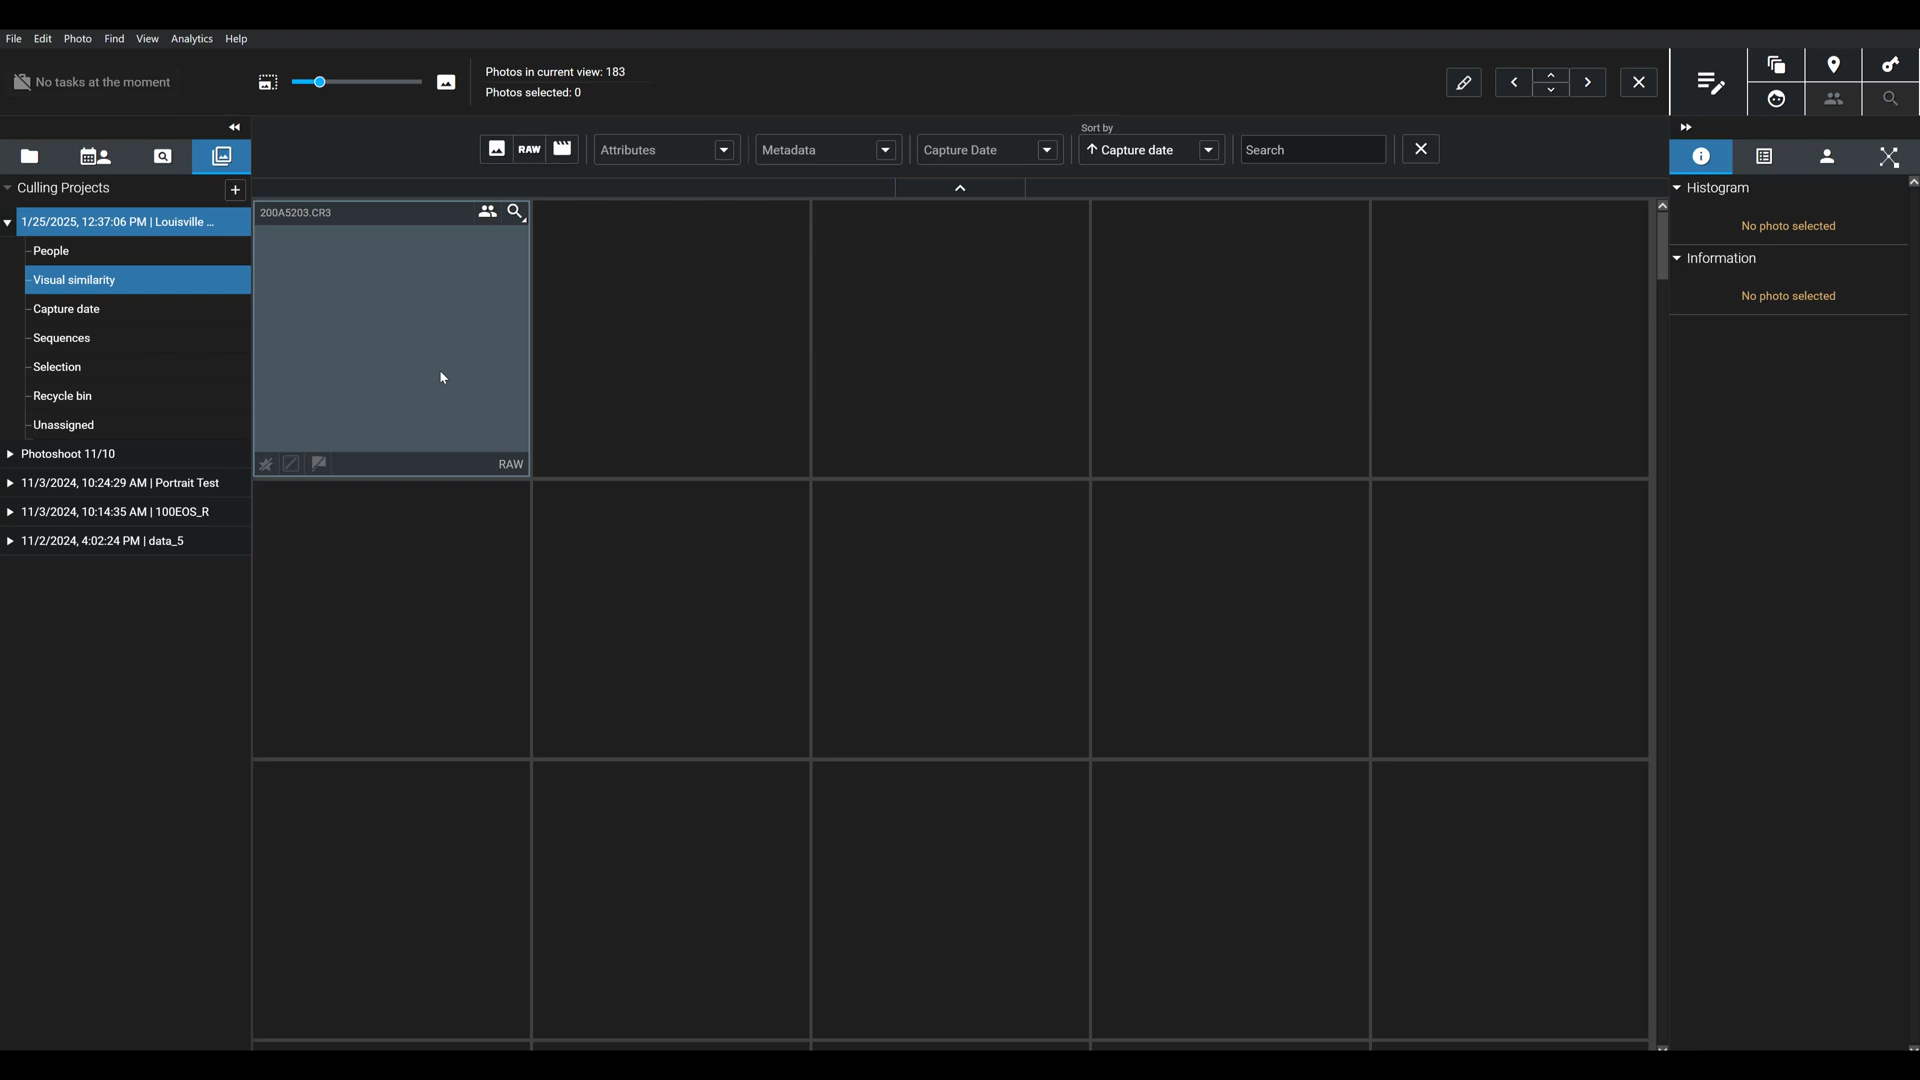 File Edit Photo Find View Analytics Help
No tasks at the moment
Photos in current view: 183
Photos selected: 0
RAW
Attributes
Metadata
Capture Date
Sort by
Capture date
Search
Culling Projects
1/25/2025, 12:37:06 PM | Louisville ...
People
Visual similarity
Capture date
Sequences
Selection
Recycle bin
Unassigned
Photoshoot 11/10
11/3/2024, 10:24:29 AM | Portrait Test
11/3/2024, 10:14:35 AM | 100EOS_R
11/2/2024, 4:02:24 PM | data_5
200A5203.CR3
RAW
Histogram
No photo selected
Information
No photo selected